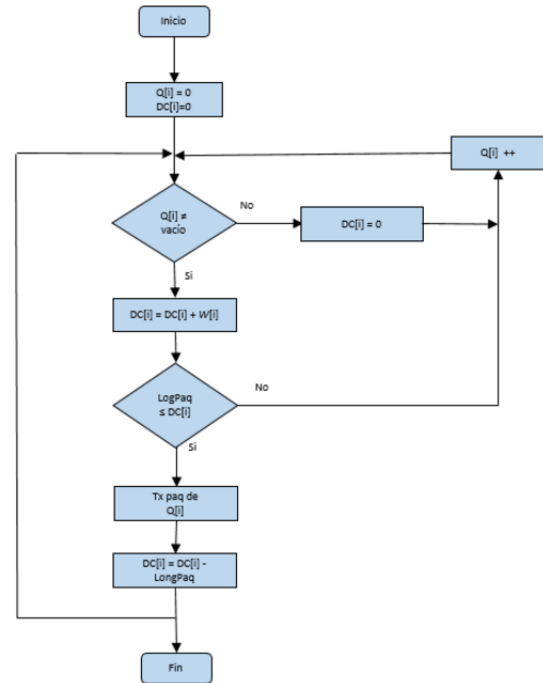 Inicio
Q[i] = 0
DC[i]=0
Q[i] ++
Q[i] ≠
vacío
No
DC[i] = 0
Si
DC[i] = DC[i] + W[i]
LogPaq
≤ DC[i]
No
Si
Tx paq de
Q[i]
DC[i] = DC[i] -
LongPaq
Fin